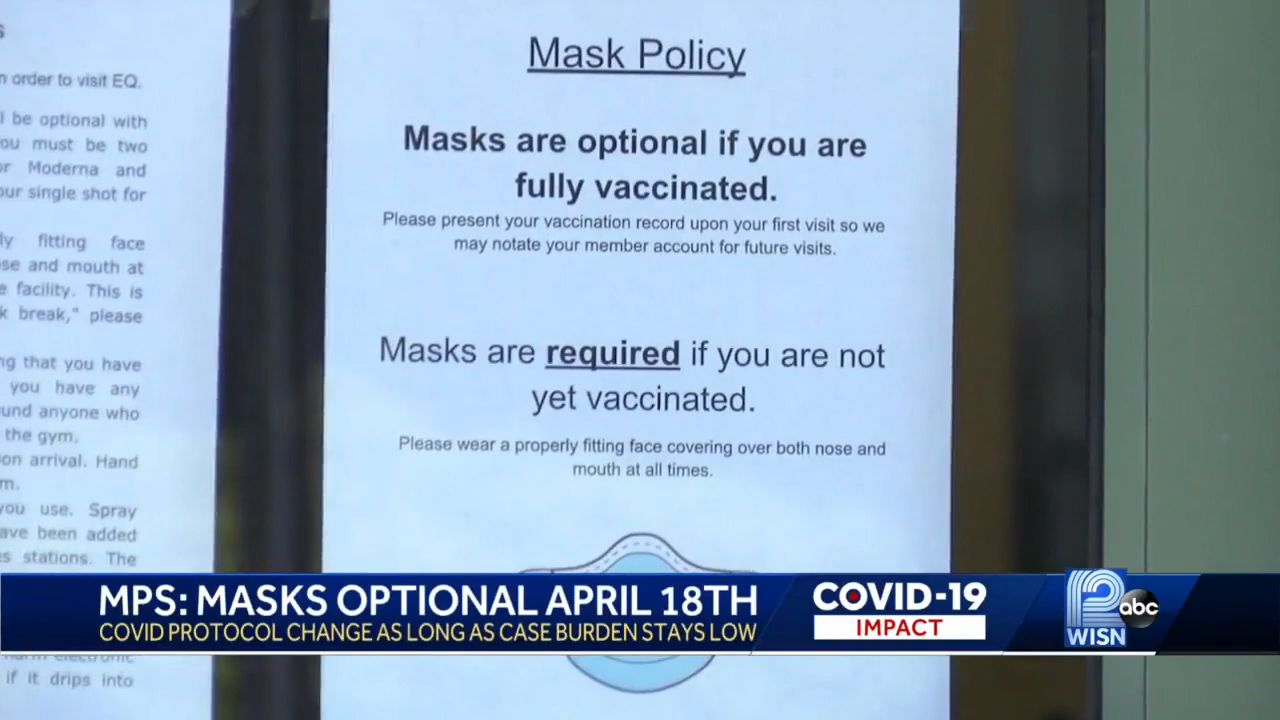 n order to visit EQ.
l be optional with
ou must be two
or Moderna and
our single shot for
ly fitting face
se and mouth at
e facility. This is
k break," please
ng that you have
you have any
und anyone who
the gym.
on arrival. Hand
m.
you use. Spray
ave been added
es stations. The
if it drips into
Mask Policy
Masks are optional if you are
fully vaccinated.
Please present your vaccination record upon your first visit so we
may notate your member account for future visits.
Masks are required if you are not
yet vaccinated.
Please wear a properly fitting face covering over both nose and
mouth at all times.
MPS: MASKS OPTIONAL APRIL 18TH
COVID PROTOCOL CHANGE AS LONG AS CASE BURDEN STAYS LOW
COVID-19
IMPACT
12
abc
WISN